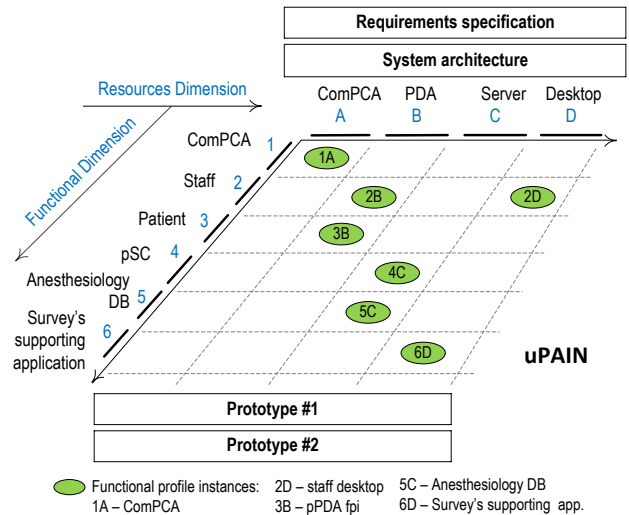 Requirements specification
System architecture
Resources Dimension
Functional Dimension
ComPCA PDA Server Desktop
A B C D
ComPCA 1
Staff 2
Patient 3
pSC 4
Anesthesiology
DB 5
Survey's 6
supporting
application
1A
2B 2D
3B
4C
5C
6D
uPAIN
Prototype #1
Prototype #2
Functional profile instances: 2D – staff desktop 5C – Anesthesiology DB
1A – ComPCA 3B – pPDA fpi 6D – Survey's supporting app.